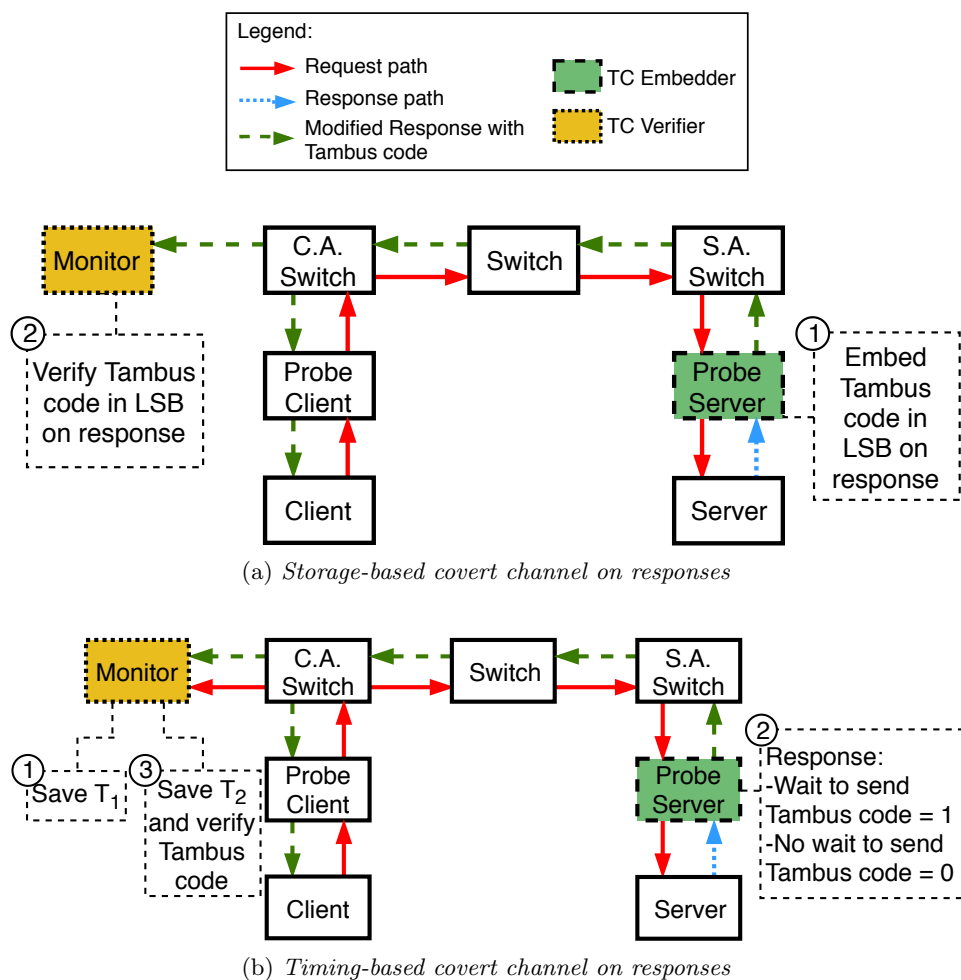 Legend:
Request path
Response path
Modified Response with
Tambus code
TC Embedder
TC Verifier
Monitor
C.A.
Switch
Switch
S.A.
Switch
2
Verify Tambus
code in LSB
on response
Probe
Client
Probe
Server
1
Embed
Tambus
code in
LSB on
response
Client
Server
(a) Storage-based covert channel on responses
Monitor
C.A.
Switch
Switch
S.A.
Switch
1
Save T1
3
Save T2
and verify
Tambus
code
Probe
Client
Probe
Server
2
Response:
-Wait to send
Tambus code = 1
-No wait to send
Tambus code = 0
Client
Server
(b) Timing-based covert channel on responses